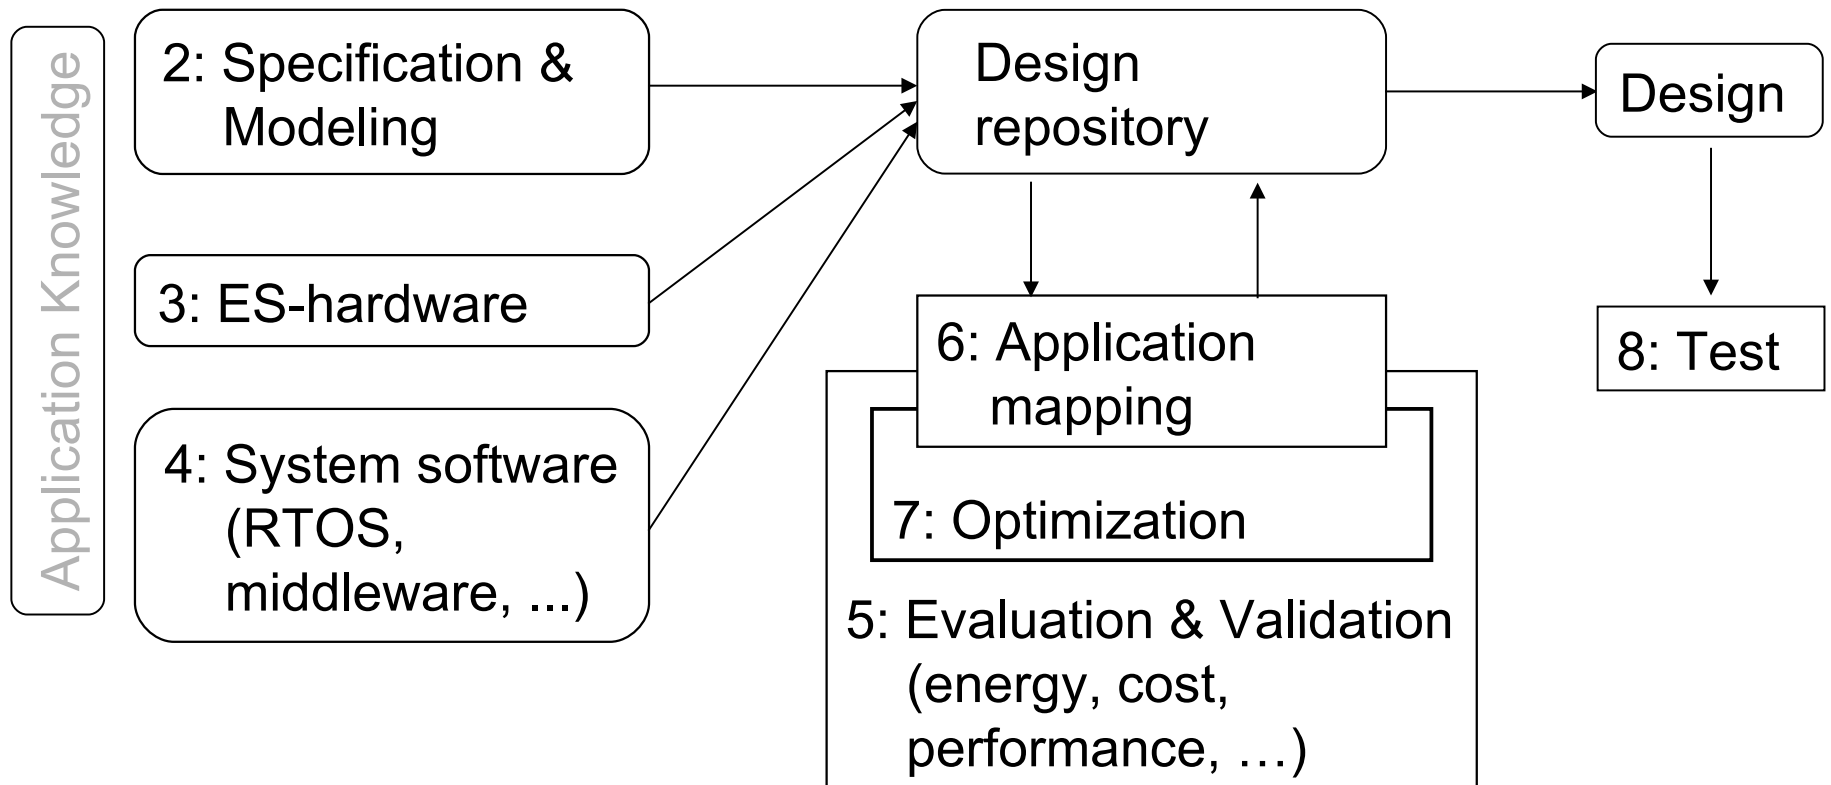 Application Knowledge
2: Specification &
Modeling
3: ES-hardware
4: System software
(RTOS,
middleware, ...)
Design
repository
6: Application
mapping
7: Optimization
5: Evaluation & Validation
(energy, cost,
performance, …)
Design
8: Test